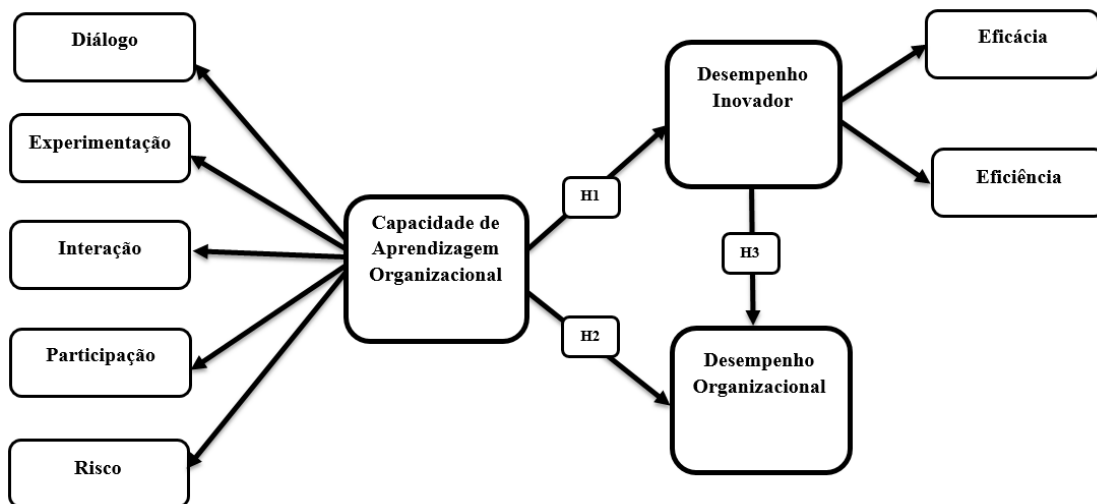 Diálogo
Experimentação
Interação
Participação
Risco
Capacidade de
Aprendizagem
Organizacional
H1
H2
Desempenho
Inovador
H3
Desempenho
Organizacional
Eficácia
Eficiência